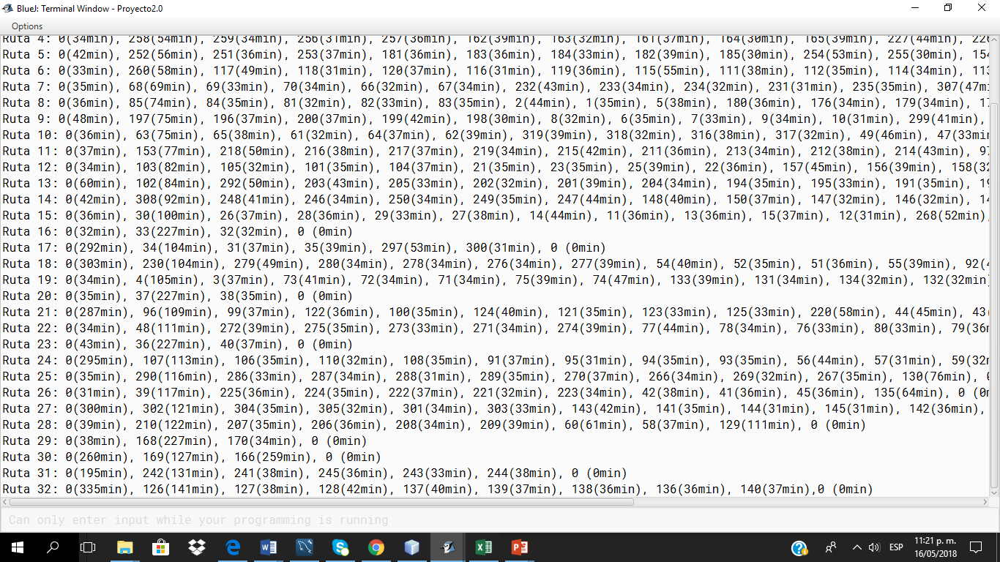 BlueJ: Terminal Window - Proyecto2.0
Options
Ruta 4: 0(34min), 258(54min), 259(34min), 256(31min), 257(36min), 162(39min), 163(32min), 161(37min), 164(30min), 165(39min), 227(44min), 226
Ruta 5: 0(42min), 252(56min), 251(36min), 253(37min), 181(36min), 183(36min), 184(33min), 182(39min), 185(30min), 254(53min), 255(30min), 154
Ruta 6: 0(33min), 260(58min), 117(49min), 118(31min), 120(37min), 116(31min), 119(36min), 115(55min), 111(38min), 112(35min), 114(34min), 113
Ruta 7: 0(35min), 68(69min), 69(33min), 70(34min), 66(32min), 67(34min), 232(43min), 233(34min), 234(32min), 231(31min), 235(35min), 307(47m
Ruta 8: 0(36min), 85(74min), 84(35min), 81(32min), 82(33min), 83(35min), 2(44min), 1(35min), 5(38min), 180(36min), 176(34min), 179(34min), 17
Ruta 9: 0(48min), 197(75min), 196(37min), 200(37min), 199(42min), 198(30min), 8(32min), 6(35min), 7(33min), 9(34min), 10(31min), 299(41min),
Ruta 10: 0(36min), 63(75min), 65(38min), 61(32min), 64(37min), 62(39min), 319(39min), 318(32min), 316(38min), 317(32min), 49(46min), 47(33min
Ruta 11: 0(37min), 153(77min), 218(50min), 216(38min), 217(37min), 219(34min), 215(42min), 211(36min), 213(34min), 212(38min), 214(43min), 97
Ruta 12: 0(34min), 103(82min), 105(32min), 101(35min), 104(37min), 21(35min), 23(35min), 25(39min), 22(36min), 157(45min), 156(39min), 158(32
Ruta 13: 0(60min), 102(84min), 292(50min), 203(43min), 205(33min), 202(32min), 201(39min), 204(34min), 194(35min), 195(33min), 191(35min), 19
Ruta 14: 0(42min), 308(92min), 248(41min), 246(34min), 250(34min), 249(35min), 247(44min), 148(40min), 150(37min), 147(32min), 146(32min), 14
Ruta 15: 0(36min), 30(100min), 26(37min), 28(36min), 29(33min), 27(38min), 14(44min), 11(36min), 13(36min), 15(37min), 12(31min), 268(52min),
Ruta 16: 0(32min), 33(227min), 32(32min), 0 (0min)
Ruta 17: 0(292min), 34(104min), 31(37min), 35(39min), 297(53min), 300(31min), 0 (0min)
Ruta 18: 0(303min), 230(104min), 279(49min), 280(34min), 278(34min), 276(34min), 277(39min), 54(40min), 52(35min), 51(36min), 55(39min), 92(4
Ruta 19: 0(34min), 4(105min), 3(37min), 73(41min), 72(34min), 71(34min), 75(39min), 74(47min), 133(39min), 131(34min), 134(32min), 132(32min)
Ruta 20: 0(35min), 37(227min), 38(35min), 0 (0min)
Ruta 21: 0(287min), 96(109min), 99(37min), 122(36min), 100(35min), 124(40min), 121(35min), 123(33min), 125(33min), 220(58min), 44(45min), 43(
Ruta 22: 0(34min), 48(111min), 272(39min), 275(35min), 273(33min), 271(34min), 274(39min), 77(44min), 78(34min), 76(33min), 80(33min), 79(36m
Ruta 23: 0(43min), 36(227min), 40(37min), 0 (0min)
Ruta 24: 0(295min), 107(113min), 106(35min), 110(32min), 108(35min), 91(37min), 95(31min), 94(35min), 93(35min), 56(44min), 57(31min), 59(32m
Ruta 25: 0(35min), 290(116min), 286(33min), 287(34min), 288(31min), 289(35min), 270(37min), 266(34min), 269(32min), 267(35min), 130(76min), 0
Ruta 26: 0(31min), 39(117min), 225(36min), 224(35min), 222(37min), 221(32min), 223(34min), 42(38min), 41(36min), 45(36min), 135(64min), 0 (0m
Ruta 27: 0(300min), 302(121min), 304(35min), 305(32min), 301(34min), 303(33min), 143(42min), 141(35min), 144(31min), 145(31min), 142(36min),
Ruta 28: 0(39min), 210(122min), 207(35min), 206(36min), 208(34min), 209(39min), 60(61min), 58(37min), 129(111min), 0 (0min)
Ruta 29: 0(38min), 168(227min), 170(34min), 0 (0min)
Ruta 30: 0(260min), 169(127min), 166(259min), 0 (0min)
Ruta 31: 0(195min), 242(131min), 241(38min), 245(36min), 243(33min), 244(38min), 0 (0min)
Ruta 32: 0(335min), 126(141min), 127(38min), 128(42min), 137(40min), 139(37min), 138(36min), 136(36min), 140(37min),0 (0min)
Can only enter input while your programming is running
ESP
11:21 p. m.
16/05/2018